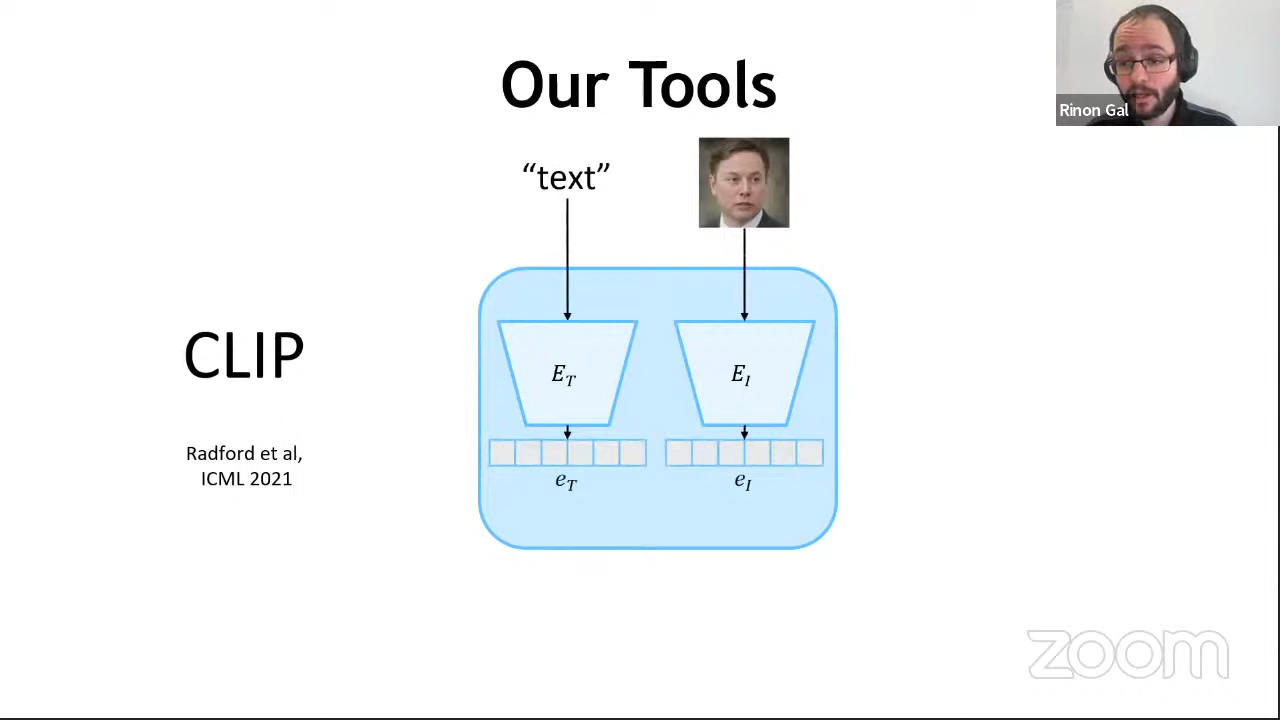 Our Tools
Rinon Gal
“text”
CLIP
E_T
E_I
Radford et al,
ICML 2021
e_T
e_I
zoom